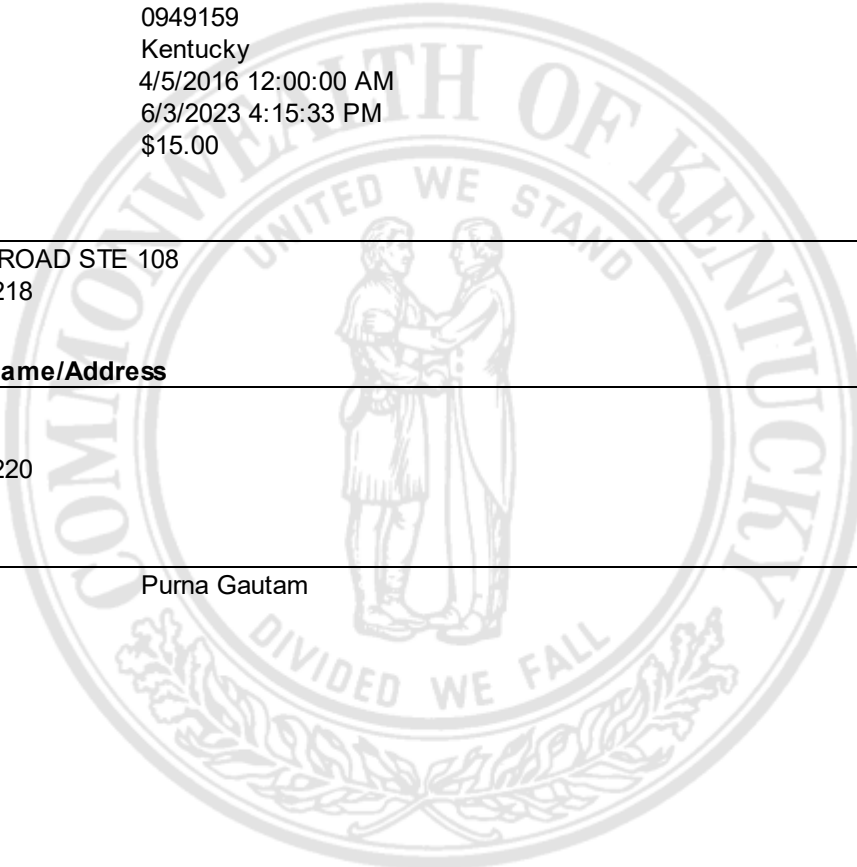 0949159
Kentucky
4/5/2016 12:00:00 AM
6/3/2023 4:15:33 PM
$15.00
ROAD STE 108
218
ame/Address
220
Purna Gautam
COMMONWEALTH OF KENTUCKY
UNITED WE STAND
DIVIDED WE FALL